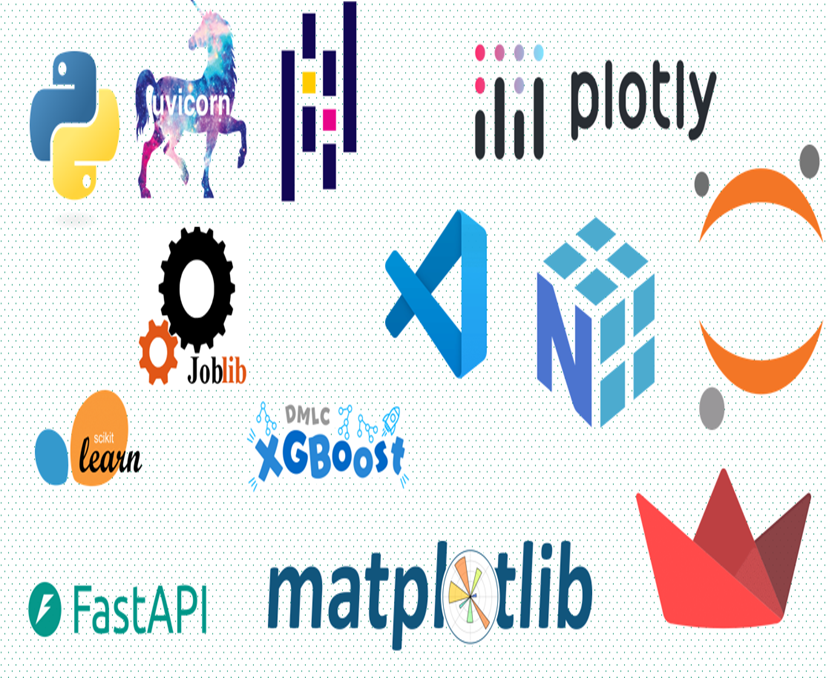 uvicorn
plotly
Joblib
scikit
learn
DMLC
XGBoost
N
FastAPI
matplotlib